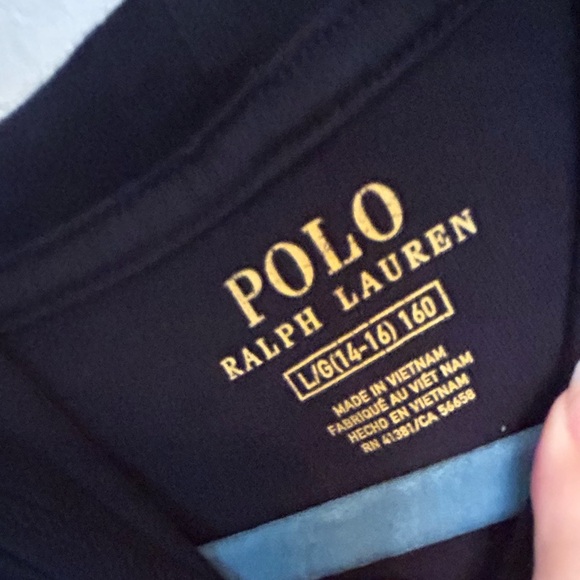 POLO
RALPH LAUREN
L/G(14-16) 160
MADE IN VIETNAM
FABRIQUÉ AU VIÊT NAM
HECHO EN VIETNAM
RN 41381/CA 56658